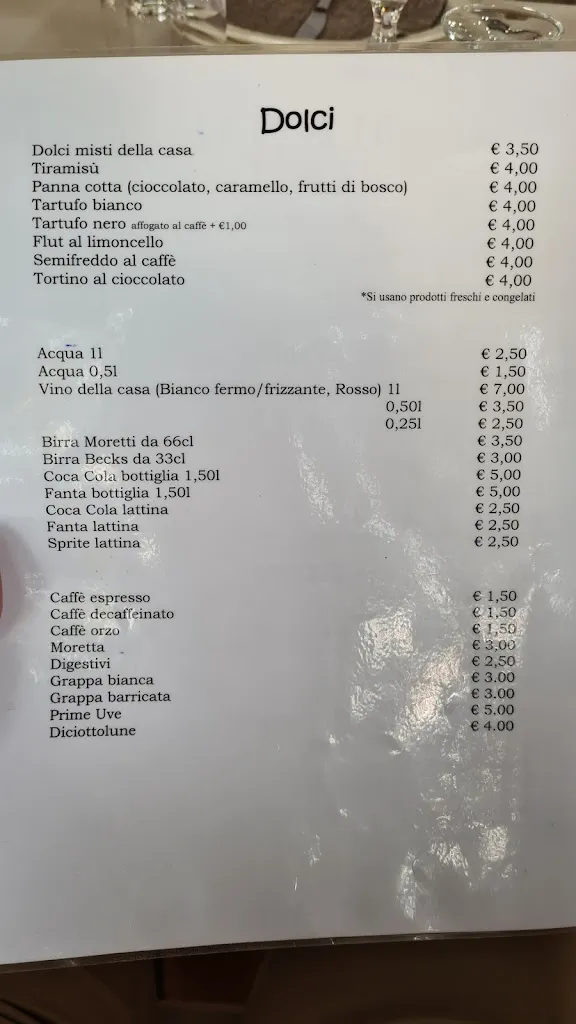 Dolci
Dolci misti della casa € 3,50
Tiramisù € 4,00
Panna cotta (cioccolato, caramello, frutti di bosco) € 4,00
Tartufo bianco € 4,00
Tartufo nero affogato al caffè + €1,00 € 4,00
Flut al limoncello € 4,00
Semifreddo al caffè € 4,00
Tortino al cioccolato € 4,00
*Si usano prodotti freschi e congelati
Acqua 1l € 2,50
Acqua 0,5l € 1,50
Vino della casa (Bianco fermo/frizzante, Rosso) 1l € 7,00
0,50l € 3,50
0,25l € 2,50
Birra Moretti da 66cl € 3,50
Birra Becks da 33cl € 3,00
Coca Cola bottiglia 1,50l € 5,00
Fanta bottiglia 1,50l € 5,00
Coca Cola lattina € 2,50
Fanta lattina € 2,50
Sprite lattina € 2,50
Caffè espresso € 1,50
Caffè decaffeinato € 1,50
Caffè orzo € 1,50
Moretta € 3,00
Digestivi € 2,50
Grappa bianca € 3.00
Grappa barricata € 3.00
Prime Uve € 5.00
Diciottolune € 4.00